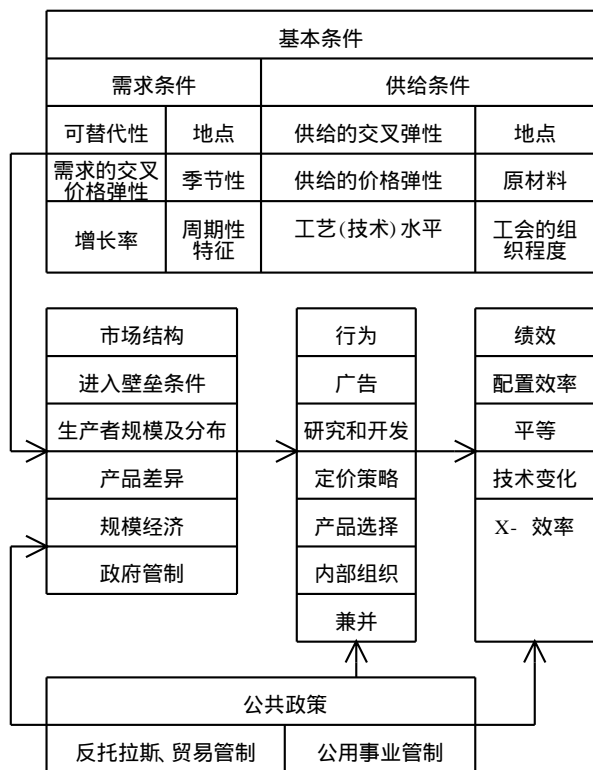 基本条件
需求条件 供给条件
可替代性 地点 供给的交叉弹性 地点
需求的交叉
价格弹性 季节性 供给的价格弹性 原材料
增长率 周期性
特征 工艺(技术)水平 工会的组
织程度
市场结构 行为 绩效
进入壁垒条件 广告 配置效率
生产者规模及分布 研究和开发 平等
产品差异 定价策略 技术变化
规模经济 产品选择 X- 效率
政府管制 内部组织
兼并
公共政策
反托拉斯、贸易管制 公用事业管制